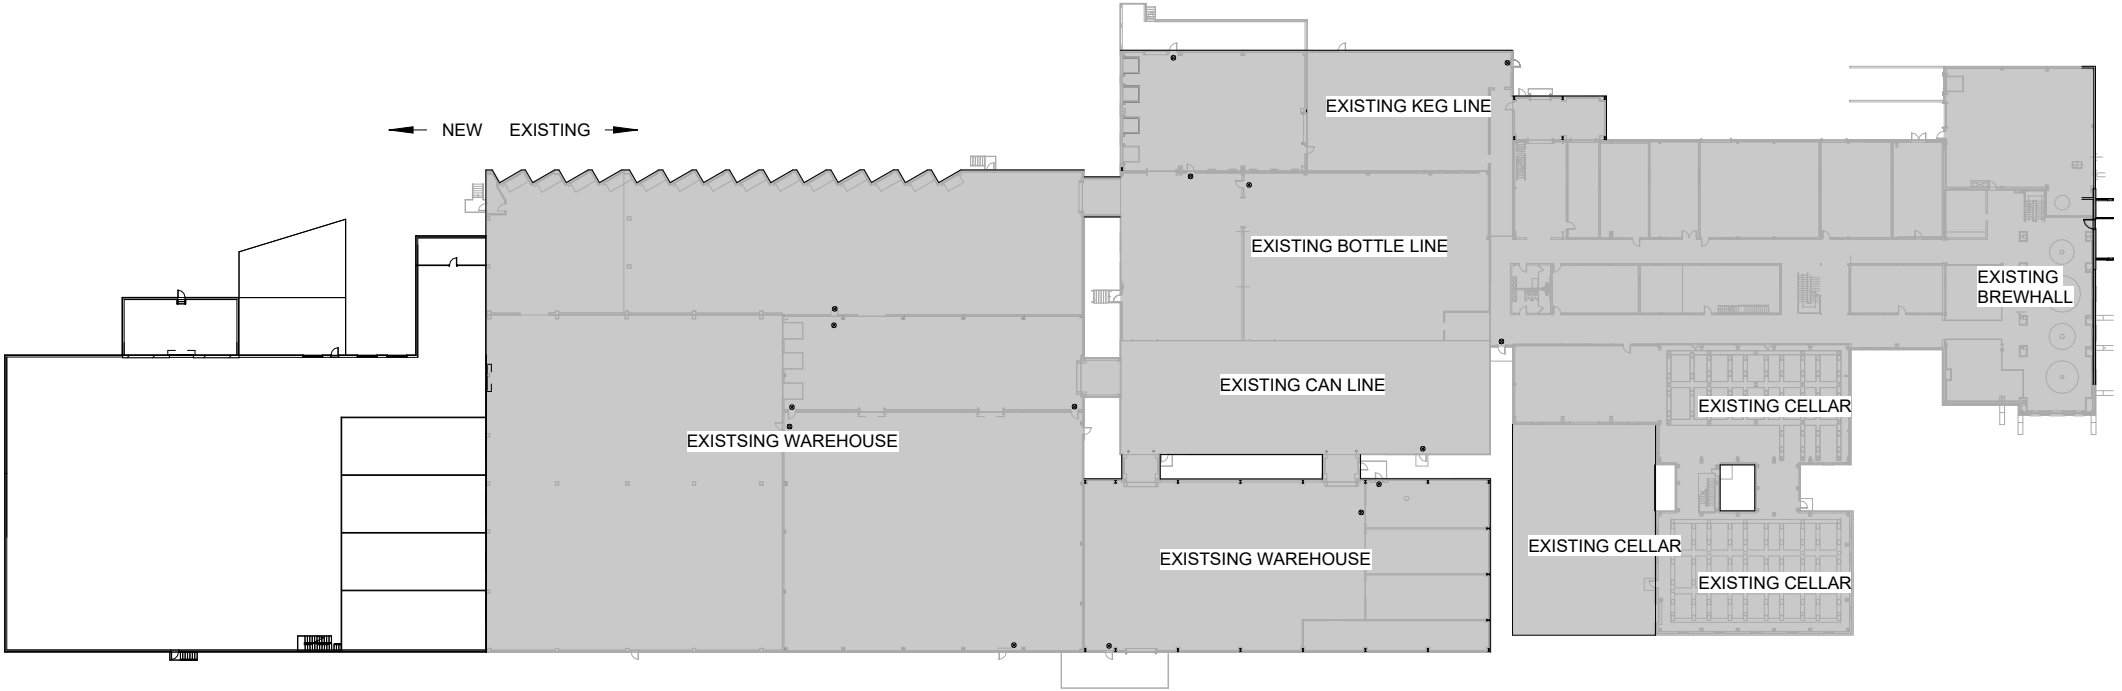 EXISTING KEG LINE
NEW EXISTING
EXISTING BOTTLE LINE
EXISTING
BREWHALL
EXISTING CAN LINE
EXISTING CELLAR
EXISTSING WAREHOUSE
EXISTING CELLAR
EXISTSING WAREHOUSE
EXISTING CELLAR